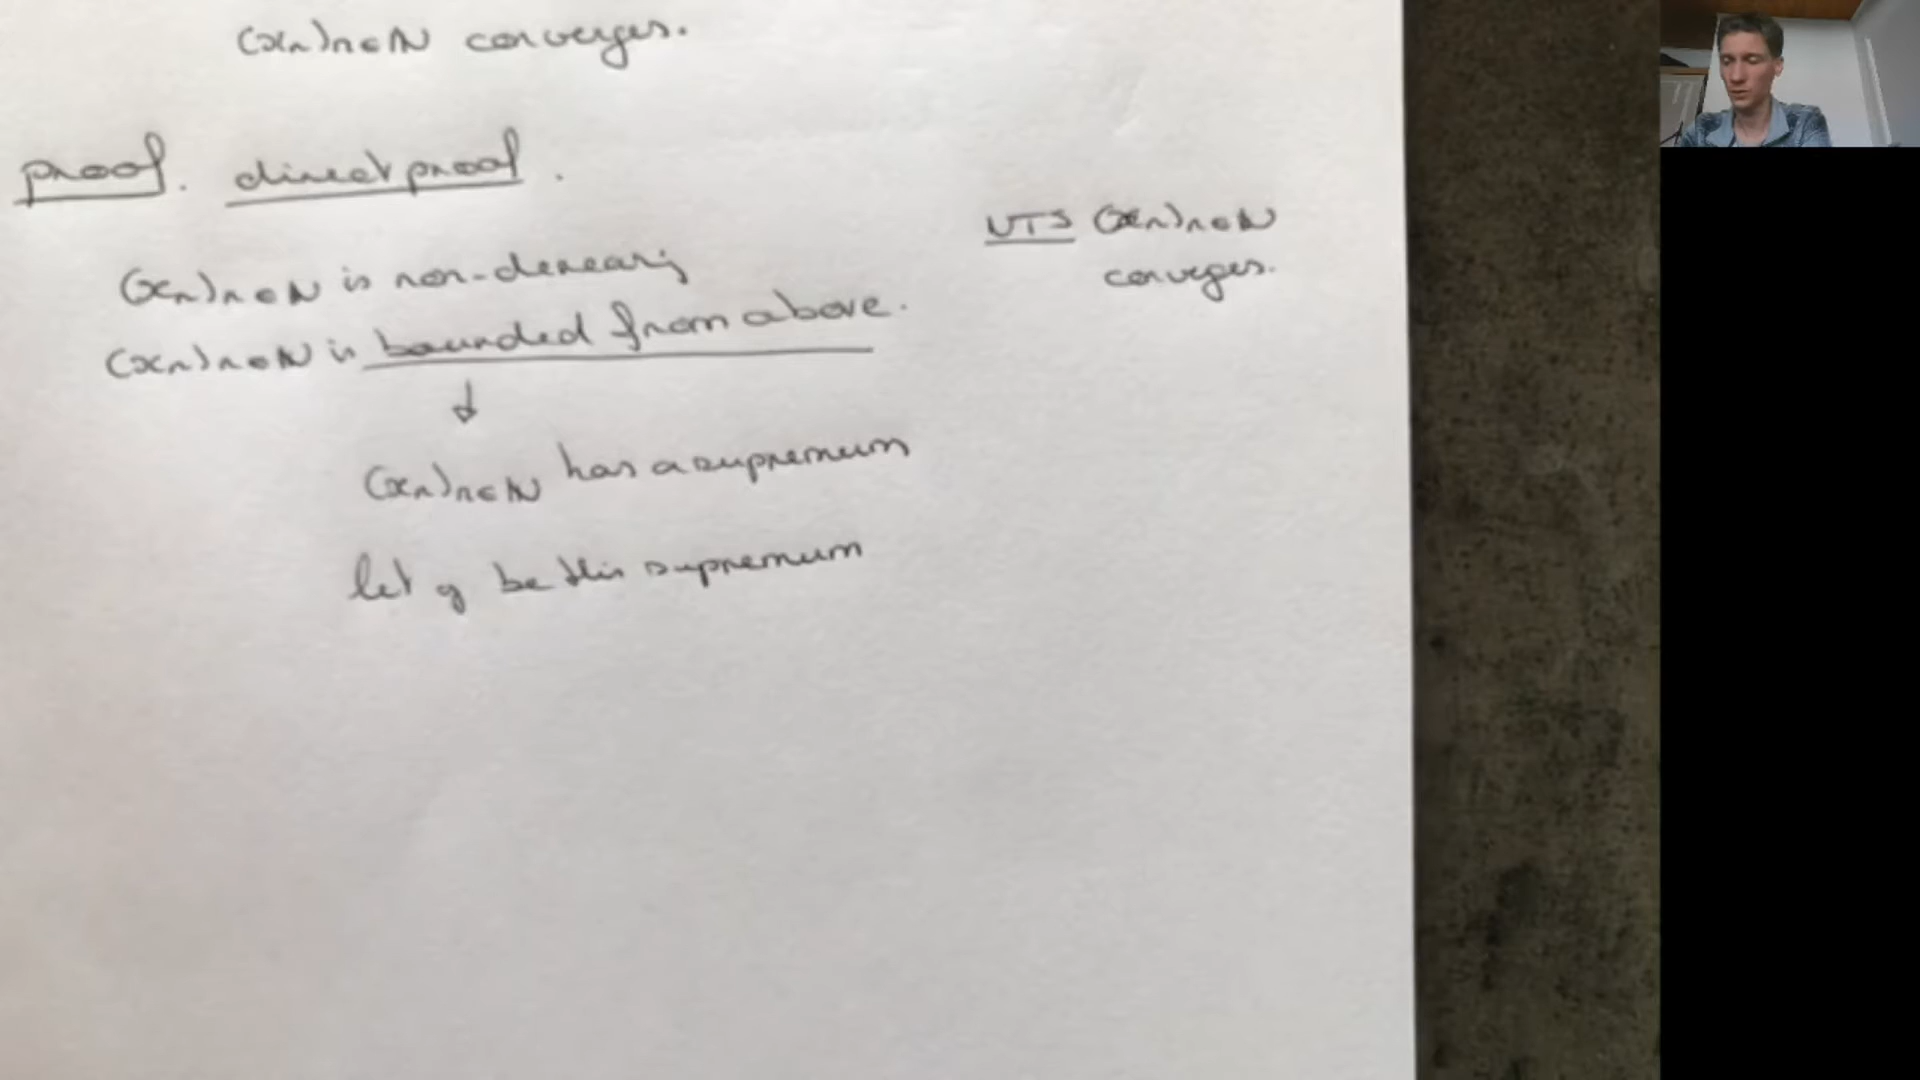 (xn)n∈ℕ converges.
proof. direct proof.
(xn)n∈ℕ is non-decreasing
NTS (xn)n∈ℕ
converges.
(xn)n∈ℕ is bounded from above.
↓
(xn)n∈ℕ has a supremum
let y be this supremum